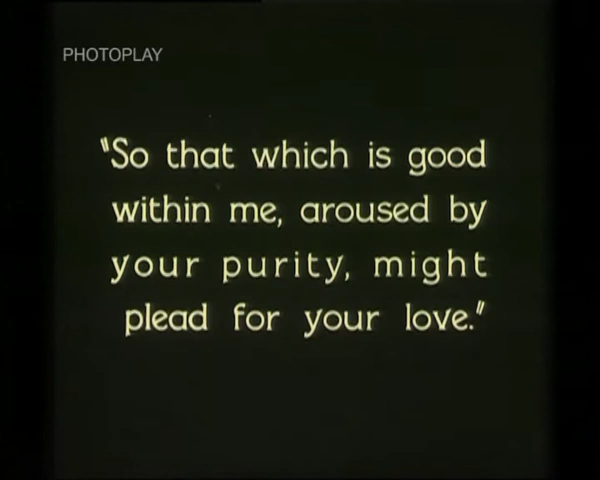 PHOTOPLAY
"So that which is good
within me, aroused by
your purity, might
plead for your love."